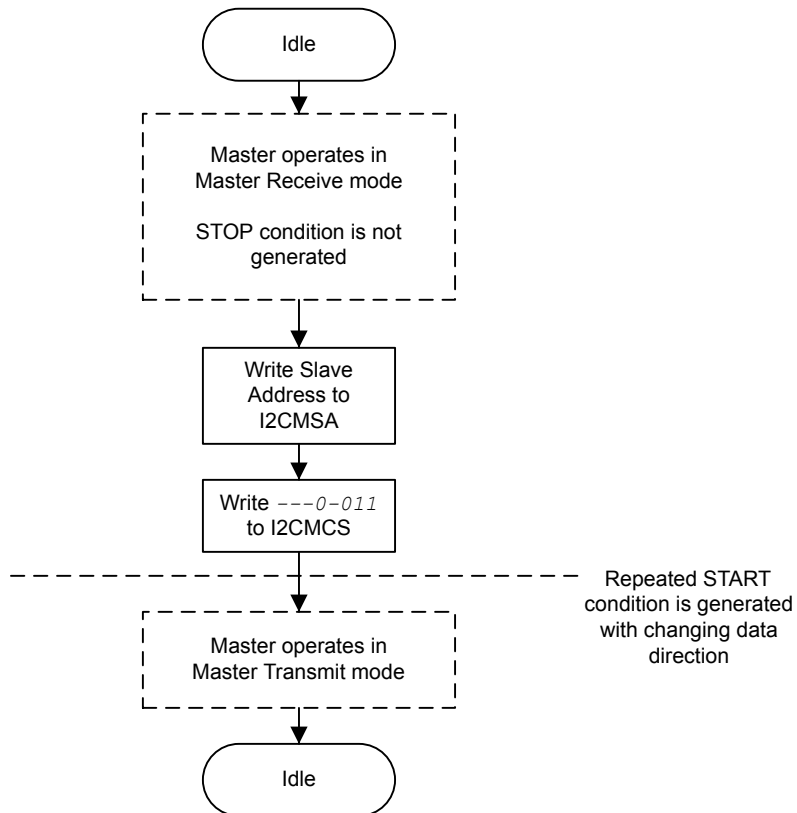 Idle
Master operates in
Master Receive mode
STOP condition is not
generated
Write Slave
Address to
I2CMSA
Write ---0-011
to I2CMCS
Repeated START
condition is generated
with changing data
direction
Master operates in
Master Transmit mode
Idle